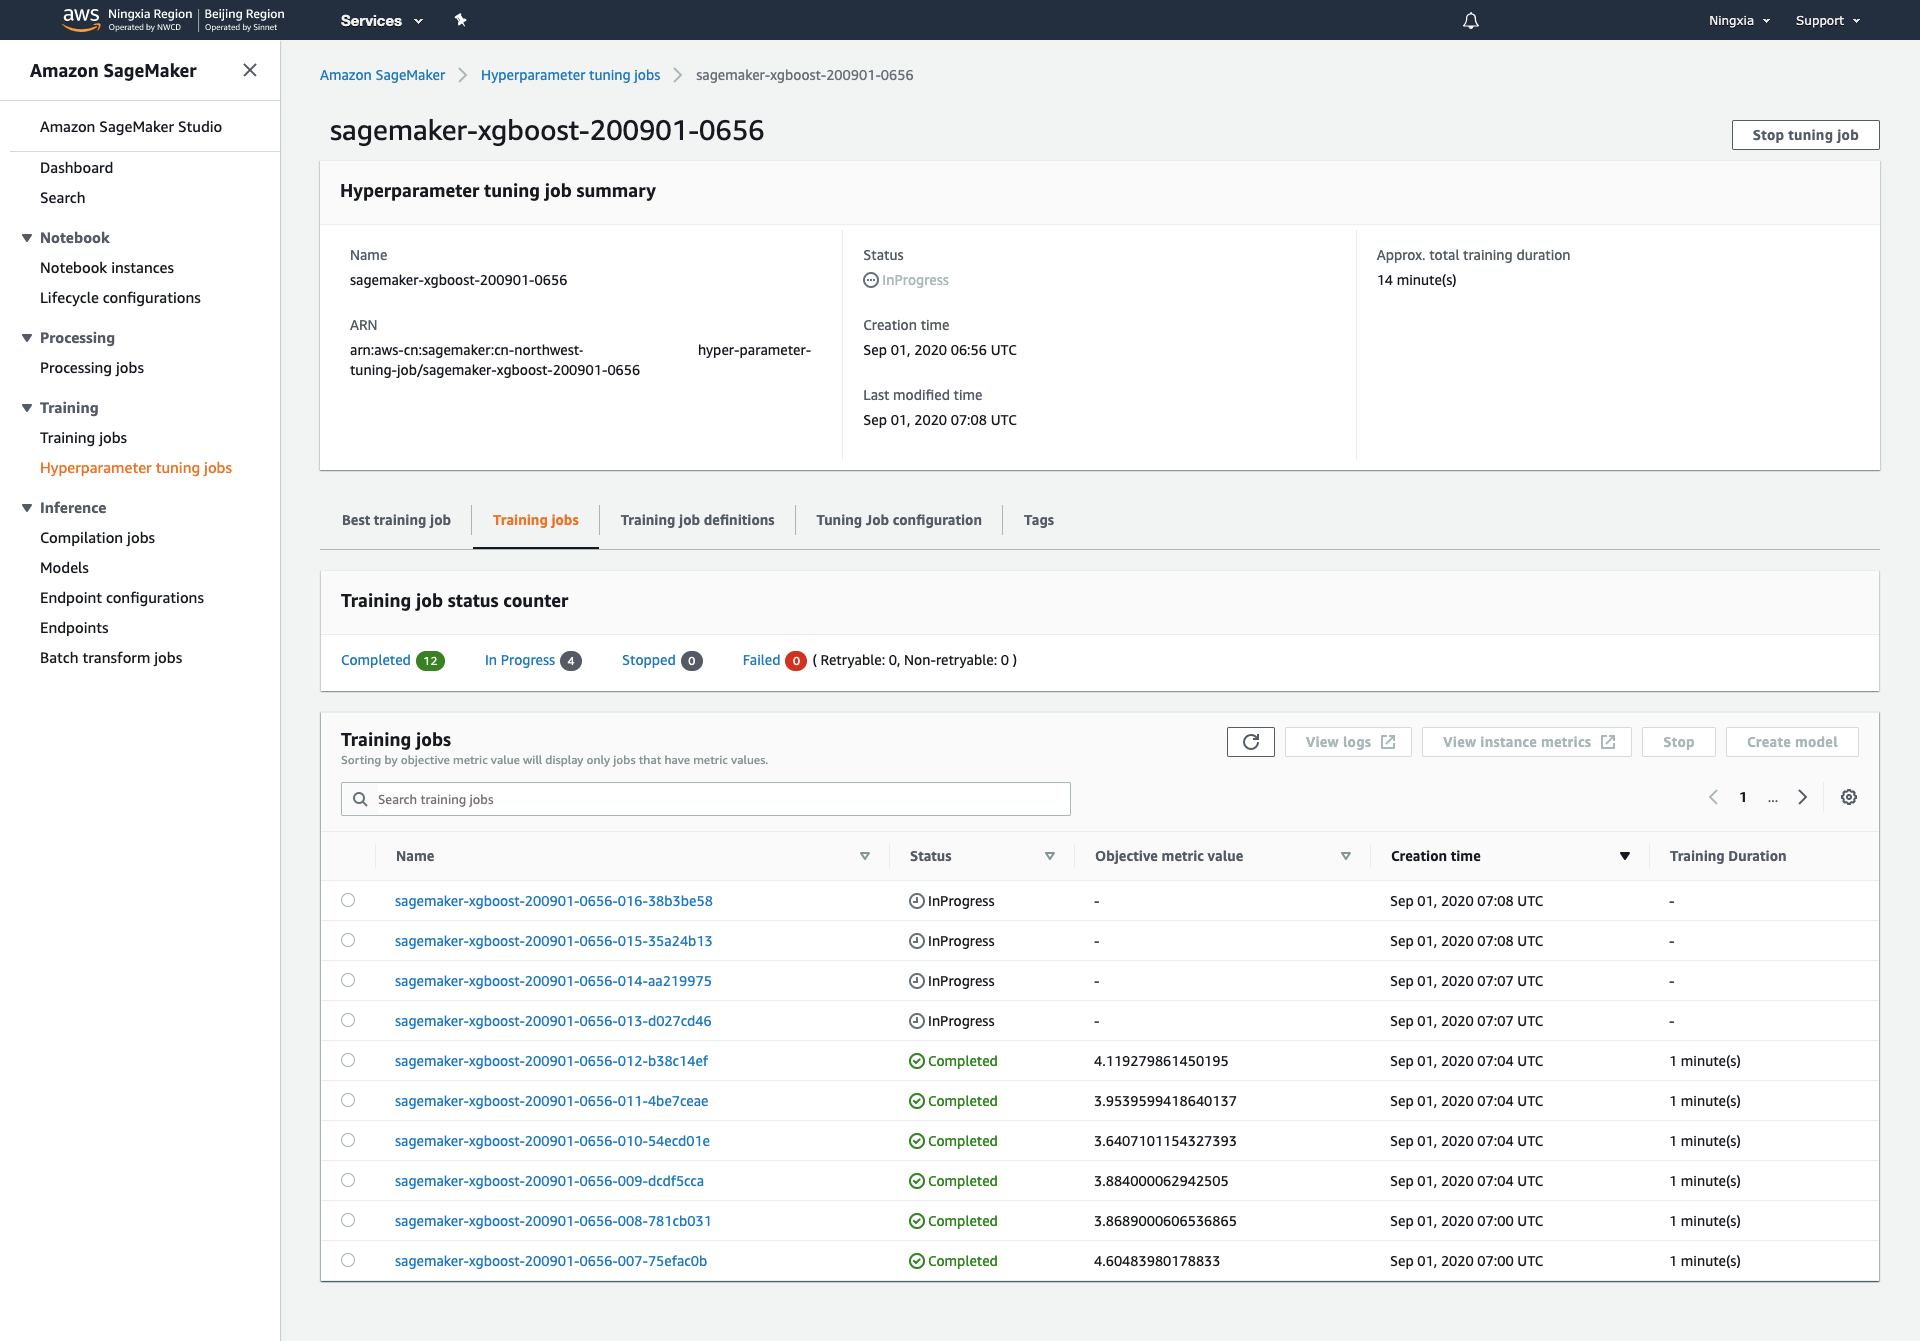 aws Ningxia Region Operated by NWCD Beijing Region Operated by Sinnet Services Ningxia Support
Amazon SageMaker
Amazon SageMaker Studio
Dashboard
Search
Notebook
Notebook instances
Lifecycle configurations
Processing
Processing jobs
Training
Training jobs
Hyperparameter tuning jobs
Inference
Compilation jobs
Models
Endpoint configurations
Endpoints
Batch transform jobs
Amazon SageMaker Hyperparameter tuning jobs sagemaker-xgboost-200901-0656
sagemaker-xgboost-200901-0656
Stop tuning job
Hyperparameter tuning job summary
Name
sagemaker-xgboost-200901-0656
ARN
arn:aws-cn:sagemaker:cn-northwest- hyper-parameter-
tuning-job/sagemaker-xgboost-200901-0656
Status
InProgress
Creation time
Sep 01, 2020 06:56 UTC
Last modified time
Sep 01, 2020 07:08 UTC
Approx. total training duration
14 minute(s)
Best training job Training jobs Training job definitions Tuning Job configuration Tags
Training job status counter
Completed 12 In Progress 4 Stopped 0 Failed 0 ( Retryable: 0, Non-retryable: 0 )
Training jobs
Sorting by objective metric value will display only jobs that have metric values.
View logs View instance metrics Stop Create model
Search training jobs
1 ...
Name Status Objective metric value Creation time Training Duration
sagemaker-xgboost-200901-0656-016-38b3be58 InProgress - Sep 01, 2020 07:08 UTC -
sagemaker-xgboost-200901-0656-015-35a24b13 InProgress - Sep 01, 2020 07:08 UTC -
sagemaker-xgboost-200901-0656-014-aa219975 InProgress - Sep 01, 2020 07:07 UTC -
sagemaker-xgboost-200901-0656-013-d027cd46 InProgress - Sep 01, 2020 07:07 UTC -
sagemaker-xgboost-200901-0656-012-b38c14ef Completed 4.119279861450195 Sep 01, 2020 07:04 UTC 1 minute(s)
sagemaker-xgboost-200901-0656-011-4be7ceae Completed 3.9539599418640137 Sep 01, 2020 07:04 UTC 1 minute(s)
sagemaker-xgboost-200901-0656-010-54ecd01e Completed 3.6407101154327393 Sep 01, 2020 07:04 UTC 1 minute(s)
sagemaker-xgboost-200901-0656-009-dcdf5cca Completed 3.884000062942505 Sep 01, 2020 07:04 UTC 1 minute(s)
sagemaker-xgboost-200901-0656-008-781cb031 Completed 3.8689000606536865 Sep 01, 2020 07:00 UTC 1 minute(s)
sagemaker-xgboost-200901-0656-007-75efac0b Completed 4.60483980178833 Sep 01, 2020 07:00 UTC 1 minute(s)